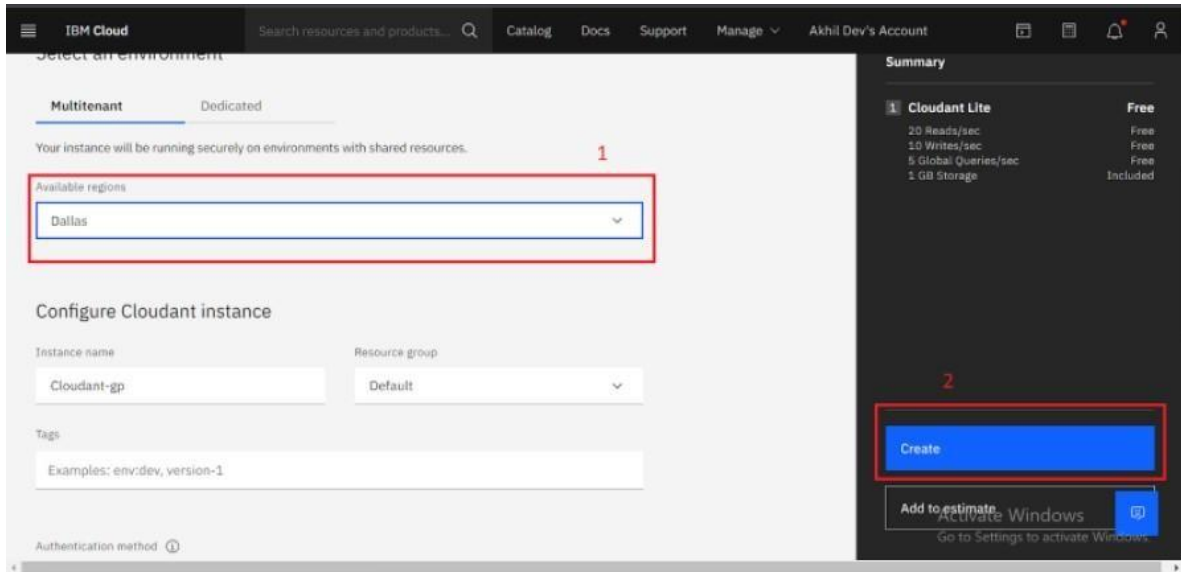 IBM Cloud
Search resources and products...
Catalog
Docs
Support
Manage
Akhil Dev's Account
Select an environment
Multitenant
Dedicated
Your instance will be running securely on environments with shared resources.
1
Available regions
Dallas
Configure Cloudant instance
Instance name
Resource group
Cloudant-gp
Default
Tags
Examples: env:dev, version-1
Authentication method
Summary
1 Cloudant Lite Free
20 Reads/sec Free
10 Writes/sec Free
5 Global Queries/sec Free
1 GB Storage Included
2
Create
Add to estimate
Activate Windows
Go to Settings to activate Windows.